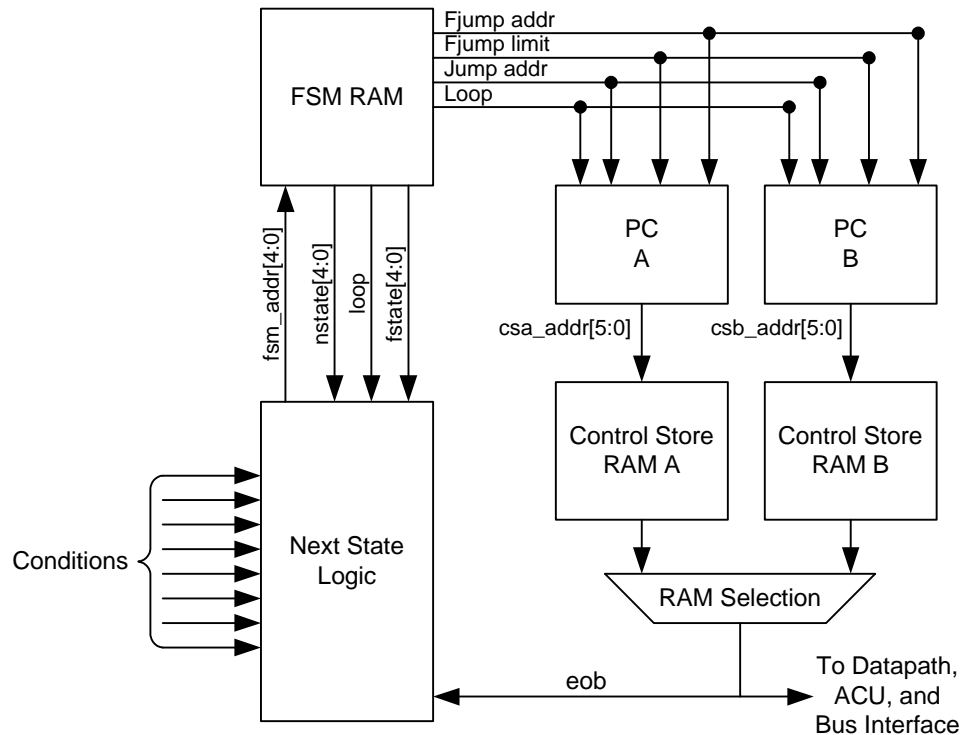 Fjump addr
Fjump limit
Jump addr
Loop
FSM RAM
PC
A
PC
B
fsm_addr[4:0]
nstate[4:0]
loop
fstate[4:0]
csa_addr[5:0]
csb_addr[5:0]
Control Store
RAM A
Control Store
RAM B
Conditions
Next State
Logic
RAM Selection
eob
To Datapath,
ACU, and
Bus Interface